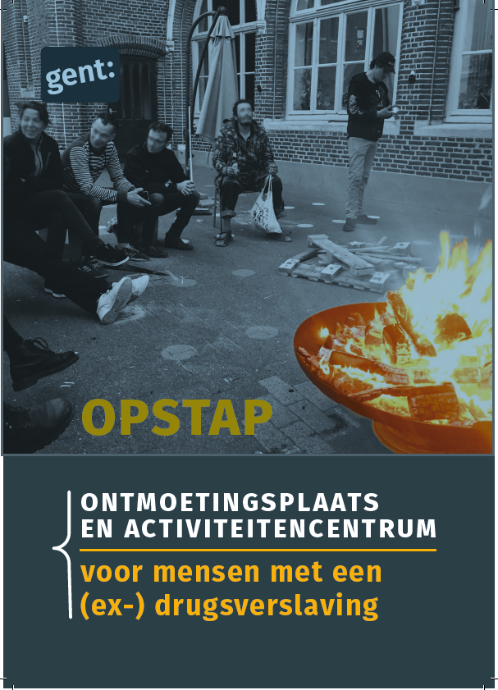 gent:
OPSTAP
ONTMOETINGSPLAATS
EN ACTIVITEITENCENTRUM
voor mensen met een
(ex-) drugsverslaving